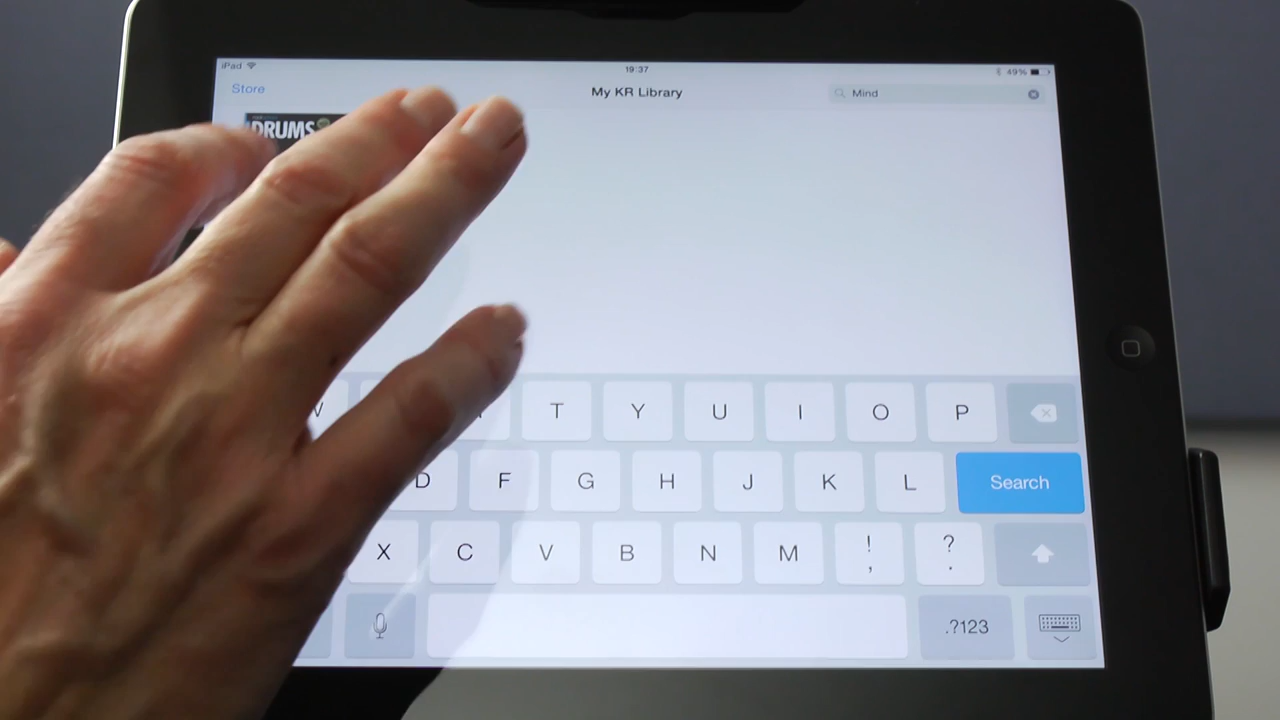 iPad 19:37 49%
Store My KR Library Mind
DRUMS
T Y U I O P
D F G H J K L Search
X C V B N M ! , ? .
.?123